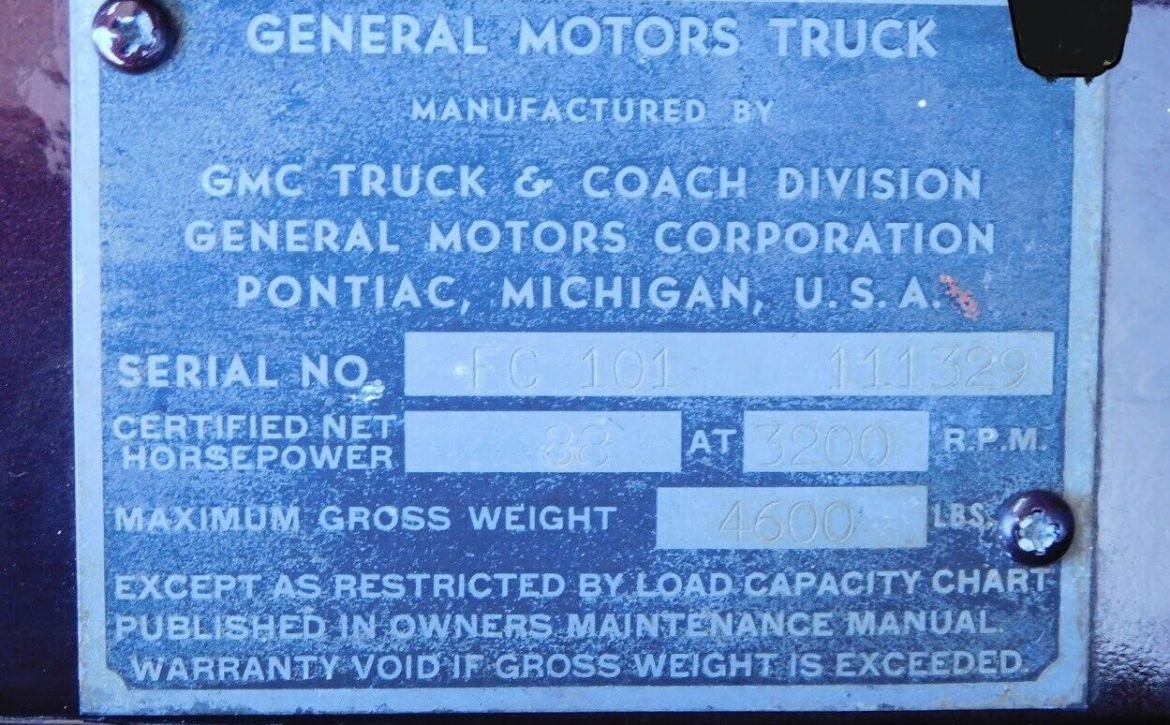 GENERAL MOTORS TRUCK
MANUFACTURED BY
GMC TRUCK & COACH DIVISION
GENERAL MOTORS CORPORATION
PONTIAC, MICHIGAN, U.S.A.
SERIAL NO. FC 101 111329
CERTIFIED NET HORSEPOWER 88 AT 3200 R.P.M.
MAXIMUM GROSS WEIGHT 4600 LBS.
EXCEPT AS RESTRICTED BY LOAD CAPACITY CHART
PUBLISHED IN OWNERS MAINTENANCE MANUAL.
WARRANTY VOID IF GROSS WEIGHT IS EXCEEDED.